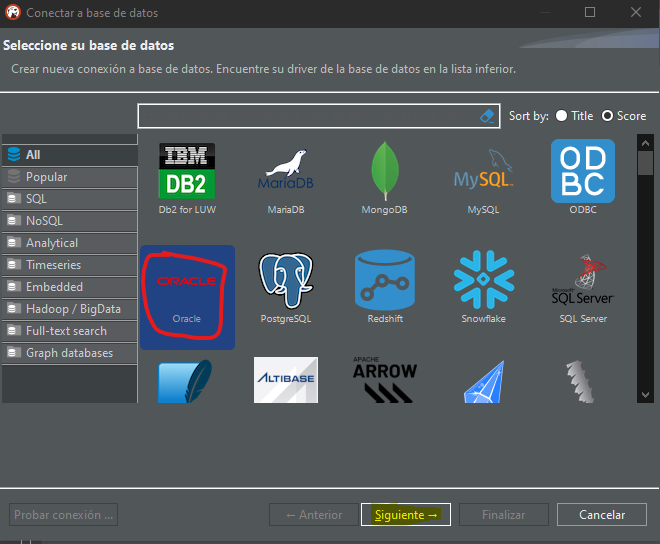 Conectar a base de datos
Seleccione su base de datos
Crear nueva conexión a base de datos. Encuentre su driver de la base de datos en la lista inferior.
Sort by: Title Score
All
Popular
SQL
NoSQL
Analytical
Timeseries
Embedded
Hadoop / BigData
Full-text search
Graph databases
IBM
DB2
Db2 for LUW
MariaDB
MariaDB
MongoDB
MySQL
MySQL
OD
BC
ODBC
ORACLE
Oracle
PostgreSQL
Redshift
Snowflake
Microsoft
SQL Server
SQL Server
ALTIBASE
APACHE
ARROW
Probar conexión ...
← Anterior
Siguiente →
Finalizar
Cancelar